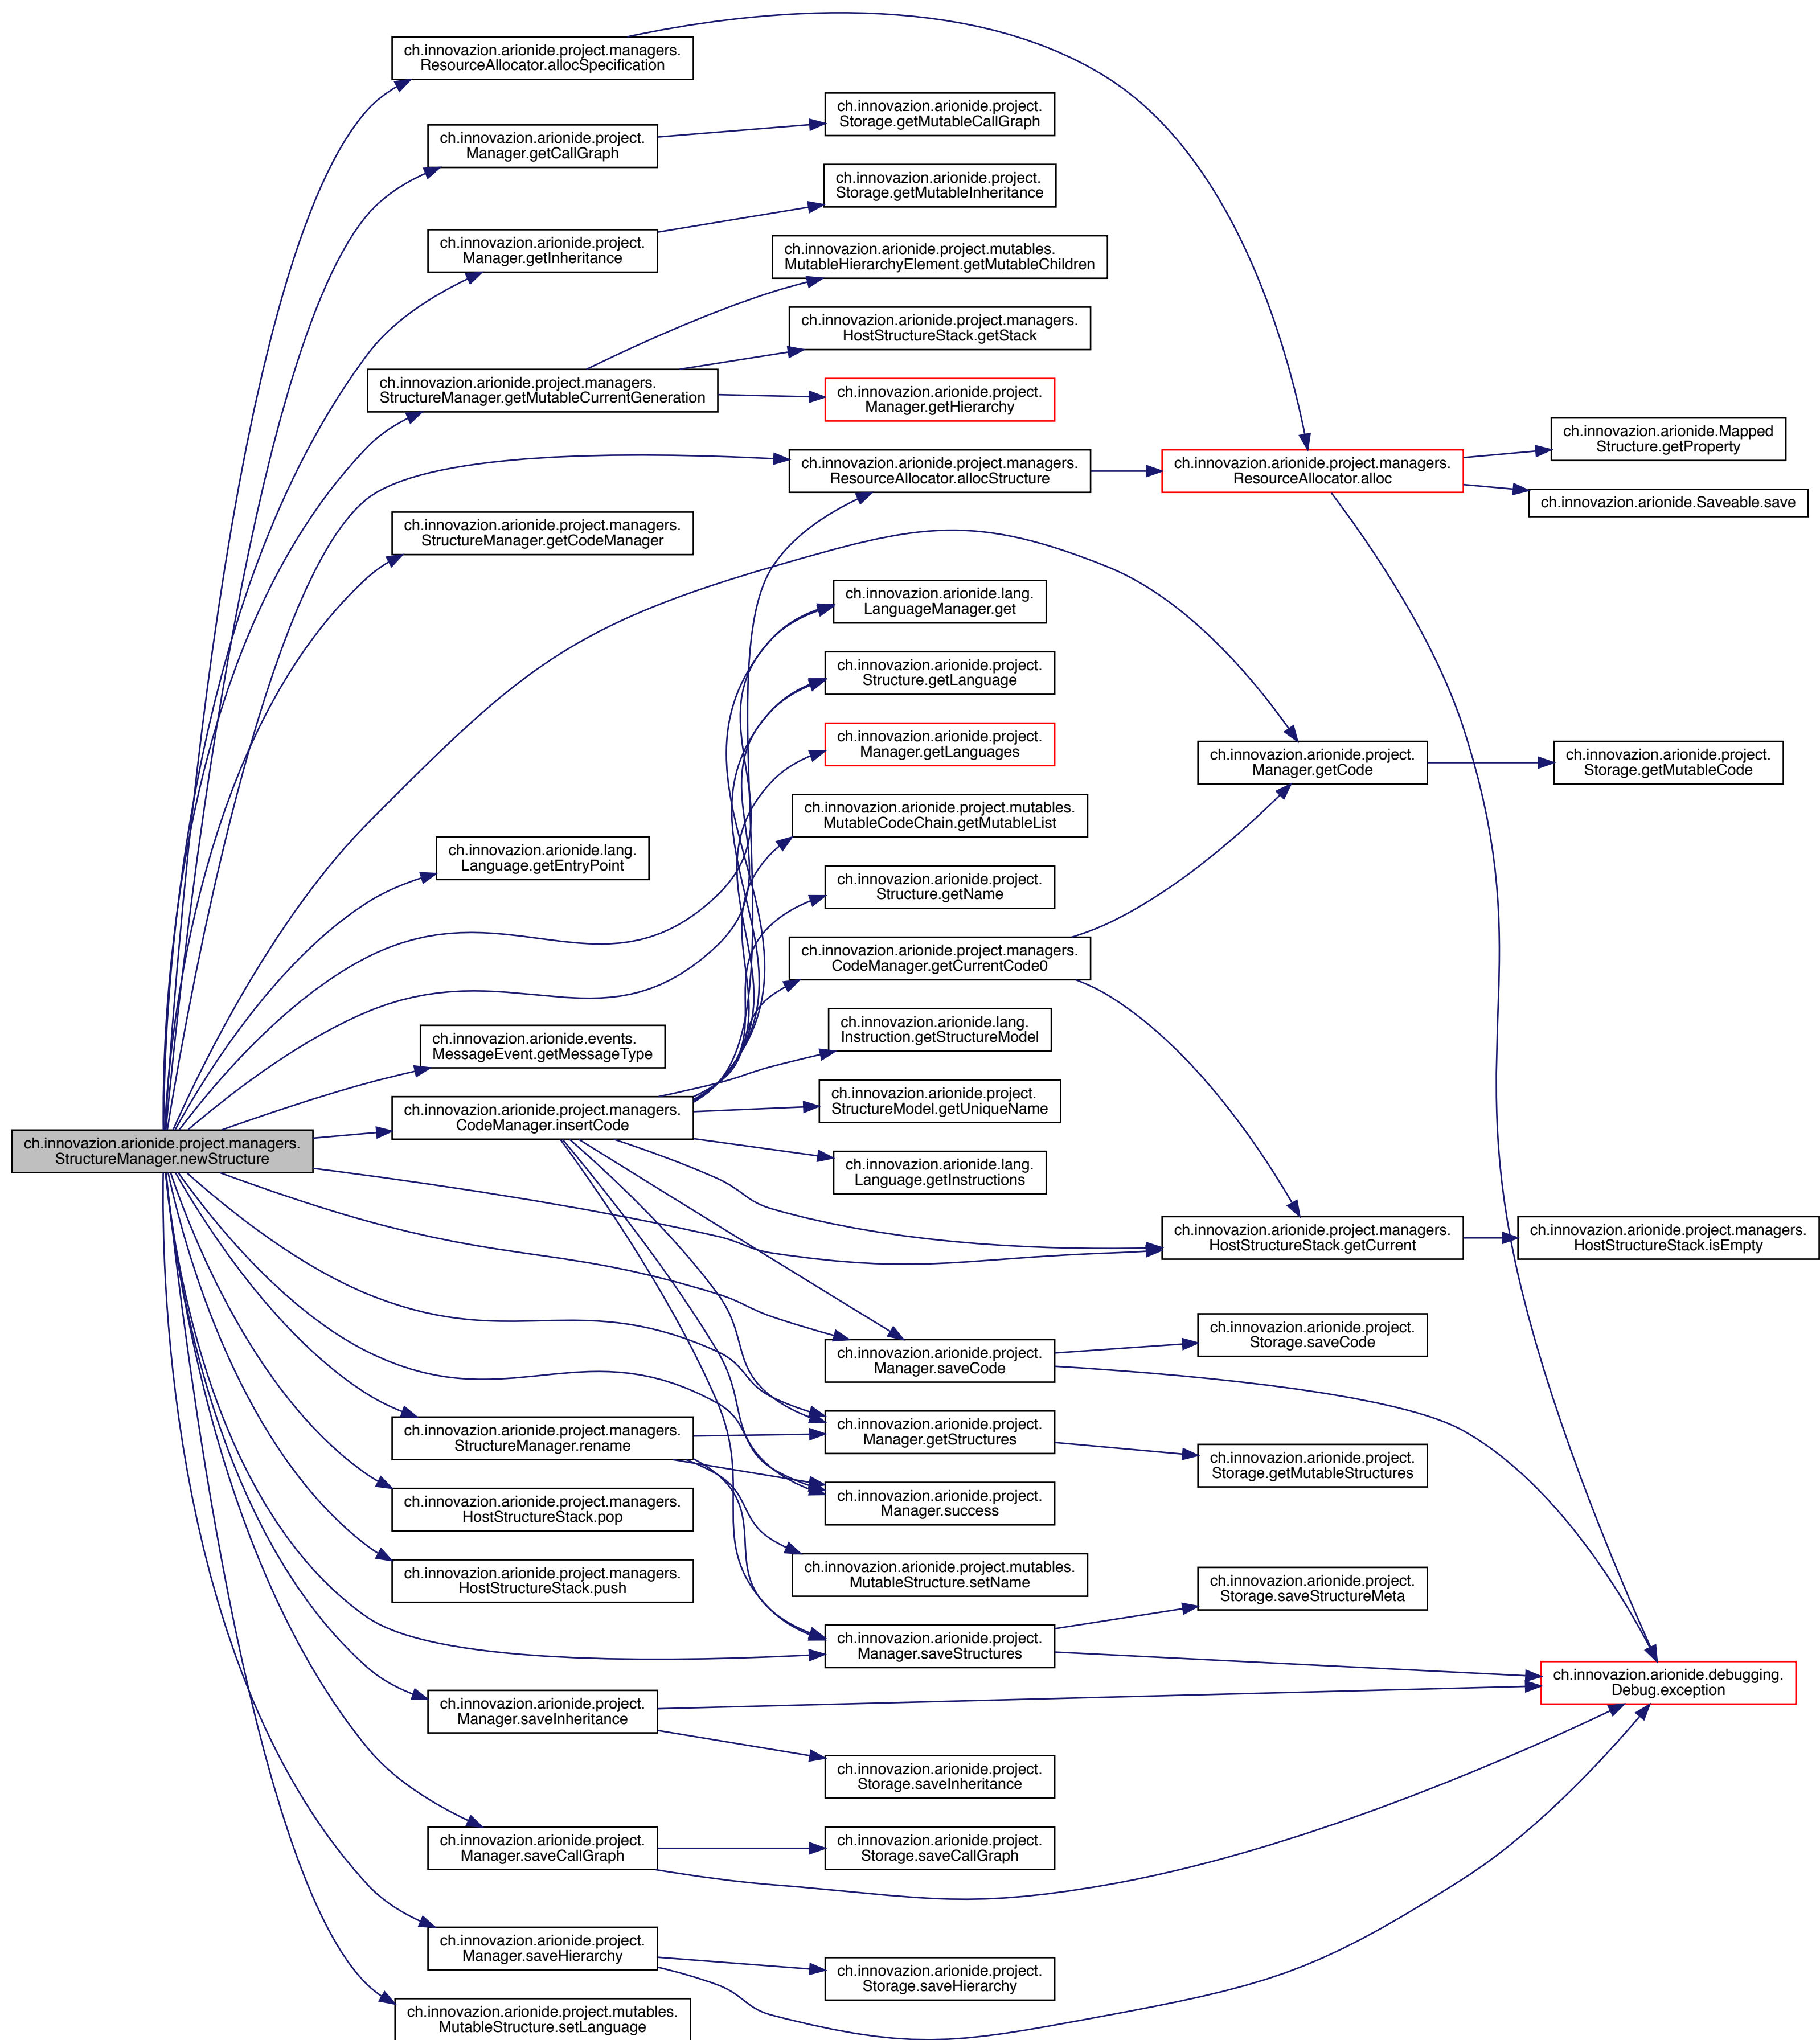 ch.innovazion.arionide.project.managers.
ResourceAllocator.allocSpecification
ch.innovazion.arionide.project.
Storage.getMutableCallGraph
ch.innovazion.arionide.project.
Manager.getCallGraph
ch.innovazion.arionide.project.
Storage.getMutableInheritance
ch.innovazion.arionide.project.
Manager.getInheritance
ch.innovazion.arionide.project.mutables.
MutableHierarchyElement.getMutableChildren
ch.innovazion.arionide.project.managers.
HostStructureStack.getStack
ch.innovazion.arionide.project.managers.
StructureManager.getMutableCurrentGeneration
ch.innovazion.arionide.project.
Manager.getHierarchy
ch.innovazion.arionide.Mapped
Structure.getProperty
ch.innovazion.arionide.project.managers.
ResourceAllocator.allocStructure
ch.innovazion.arionide.project.managers.
ResourceAllocator.alloc
ch.innovazion.arionide.Saveable.save
ch.innovazion.arionide.project.managers.
StructureManager.getCodeManager
ch.innovazion.arionide.lang.
LanguageManager.get
ch.innovazion.arionide.project.
Structure.getLanguage
ch.innovazion.arionide.project.
Manager.getLanguages
ch.innovazion.arionide.project.
Manager.getCode
ch.innovazion.arionide.project.
Storage.getMutableCode
ch.innovazion.arionide.project.mutables.
MutableCodeChain.getMutableList
ch.innovazion.arionide.lang.
Language.getEntryPoint
ch.innovazion.arionide.project.
Structure.getName
ch.innovazion.arionide.project.managers.
CodeManager.getCurrentCode0
ch.innovazion.arionide.lang.
Instruction.getStructureModel
ch.innovazion.arionide.events.
MessageEvent.getMessageType
ch.innovazion.arionide.project.
StructureModel.getUniqueName
ch.innovazion.arionide.project.managers.
CodeManager.insertCode
ch.innovazion.arionide.project.managers.
StructureManager.newStructure
ch.innovazion.arionide.lang.
Language.getInstructions
ch.innovazion.arionide.project.managers.
HostStructureStack.getCurrent
ch.innovazion.arionide.project.managers.
HostStructureStack.isEmpty
ch.innovazion.arionide.project.
Storage.saveCode
ch.innovazion.arionide.project.
Manager.saveCode
ch.innovazion.arionide.project.
Manager.getStructures
ch.innovazion.arionide.project.managers.
StructureManager.rename
ch.innovazion.arionide.project.
Storage.getMutableStructures
ch.innovazion.arionide.project.
Manager.success
ch.innovazion.arionide.project.managers.
HostStructureStack.pop
ch.innovazion.arionide.project.mutables.
MutableStructure.setName
ch.innovazion.arionide.project.managers.
HostStructureStack.push
ch.innovazion.arionide.project.
Storage.saveStructureMeta
ch.innovazion.arionide.project.
Manager.saveStructures
ch.innovazion.arionide.debugging.
Debug.exception
ch.innovazion.arionide.project.
Manager.saveInheritance
ch.innovazion.arionide.project.
Storage.saveInheritance
ch.innovazion.arionide.project.
Manager.saveCallGraph
ch.innovazion.arionide.project.
Storage.saveCallGraph
ch.innovazion.arionide.project.
Manager.saveHierarchy
ch.innovazion.arionide.project.
Storage.saveHierarchy
ch.innovazion.arionide.project.mutables.
MutableStructure.setLanguage